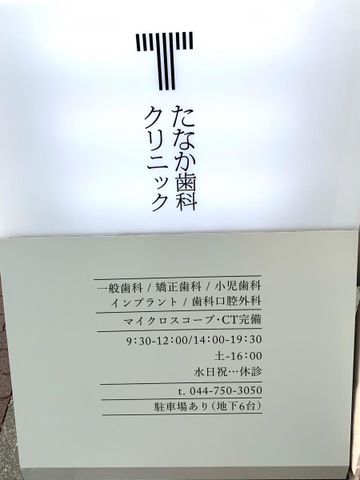 たなか歯科
クリニック
一般歯科 / 矯正歯科 / 小児歯科
インプラント / 歯科口腔外科
マイクロスコープ・CT完備
9:30-12:00/14:00-19:30
土-16:00
水日祝…休診
t. 044-750-3050
駐車場あり(地下6台)